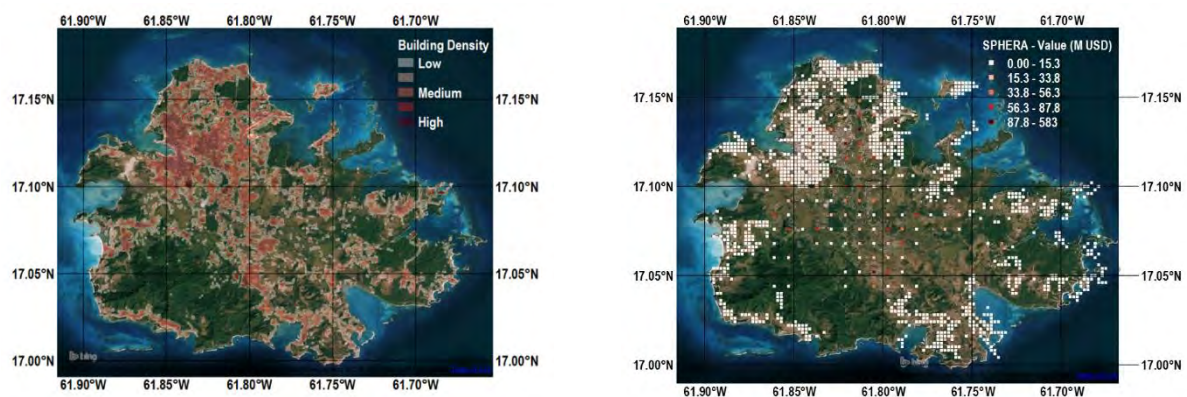 61.90°W 61.85°W 61.80°W 61.75°W 61.70°W
Building Density
Low
Medium
High
17.15°N
17.10°N
17.05°N
17.00°N
17.15°N
17.10°N
17.05°N
17.00°N
bing
61.90°W 61.85°W 61.80°W 61.75°W 61.70°W
61.90°W 61.85°W 61.80°W 61.75°W 61.70°W
SPHERA - Value (M USD)
0.00 - 15.3
15.3 - 33.8
33.8 - 56.3
56.3 - 87.8
87.8 - 583
17.15°N
17.10°N
17.05°N
17.00°N
17.15°N
17.10°N
17.05°N
17.00°N
bing
61.90°W 61.85°W 61.80°W 61.75°W 61.70°W